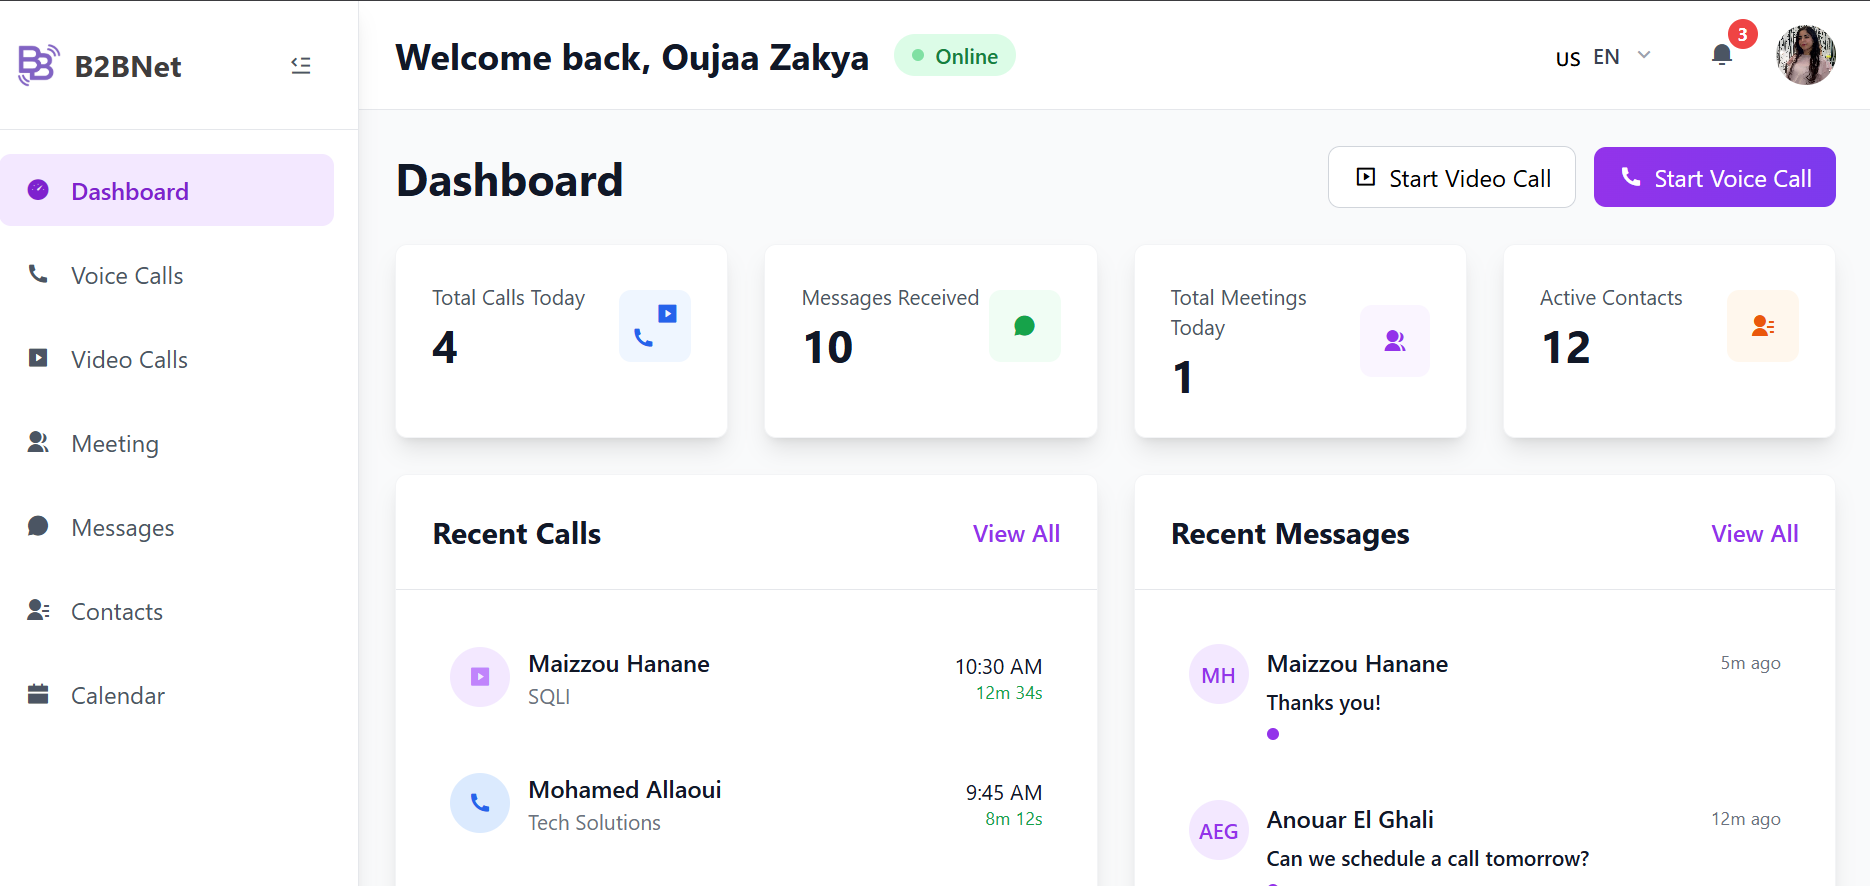 B2BNet
Welcome back, Oujaa Zakya
Online
US EN
3
Dashboard
Voice Calls
Video Calls
Meeting
Messages
Contacts
Calendar
Dashboard
Start Video Call
Start Voice Call
Total Calls Today
4
Messages Received
10
Total Meetings
Today
1
Active Contacts
12
Recent Calls
View All
Maizzou Hanane
10:30 AM
SQLI
12m 34s
Mohamed Allaoui
9:45 AM
Tech Solutions
8m 12s
Recent Messages
View All
MH
Maizzou Hanane
5m ago
Thanks you!
AEG
Anouar El Ghali
12m ago
Can we schedule a call tomorrow?